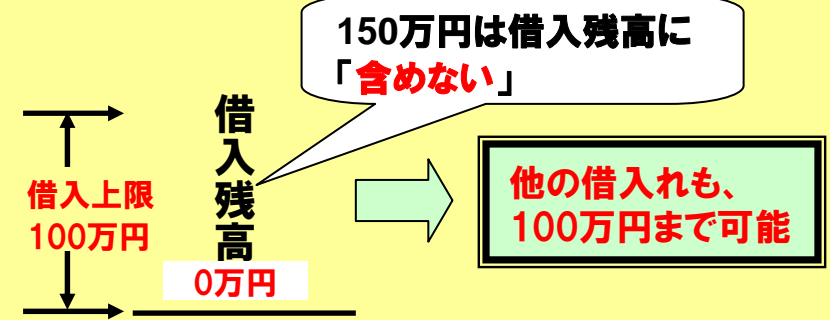 150万円は借入残高に
「含めない」
借入上限
100万円
借入残高
0万円
他の借入れも、
100万円まで可能